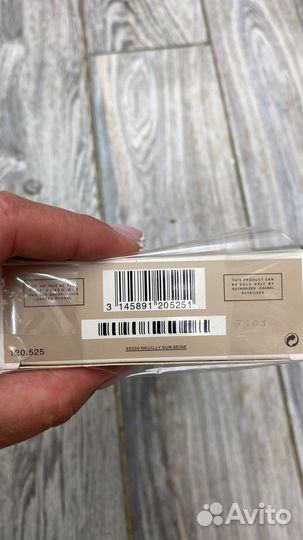 THIS PRODUCT CAN
BE SOLD ONLY BY
AUTHORIZED CHANEL
RETAILERS
3 145891 205251
7101
92200 NEUILLY SUR SEINE
120.525
Avito